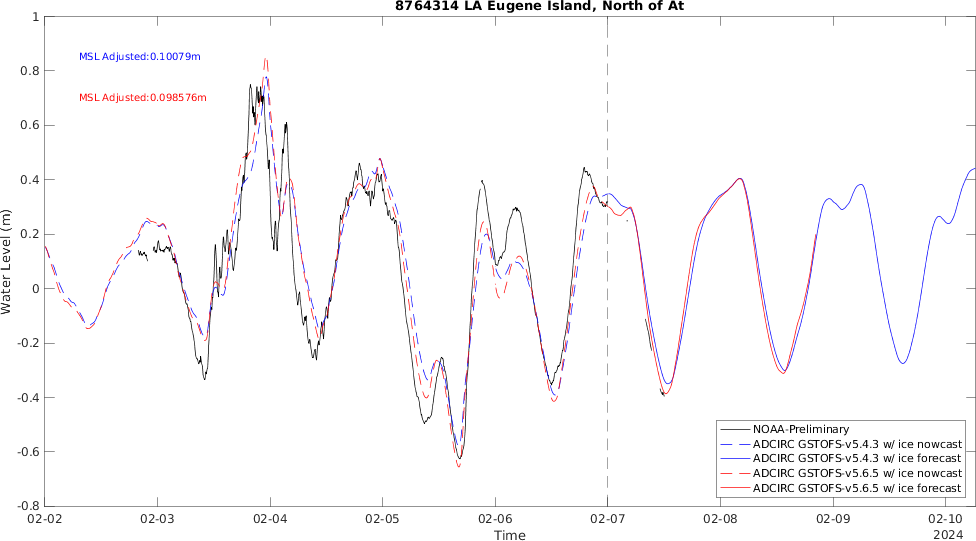 8764314 LA Eugene Island, North of At
MSL Adjusted:0.10079m
MSL Adjusted:0.098576m
Water Level (m)
1
0.8
0.6
0.4
0.2
0
-0.2
-0.4
-0.6
-0.8
NOAA-Preliminary
ADCIRC GSTOFS-v5.4.3 w/ ice nowcast
ADCIRC GSTOFS-v5.4.3 w/ ice forecast
ADCIRC GSTOFS-v5.6.5 w/ ice nowcast
ADCIRC GSTOFS-v5.6.5 w/ ice forecast
02-02 02-03 02-04 02-05 02-06 02-07 02-08 02-09 02-10
Time 2024